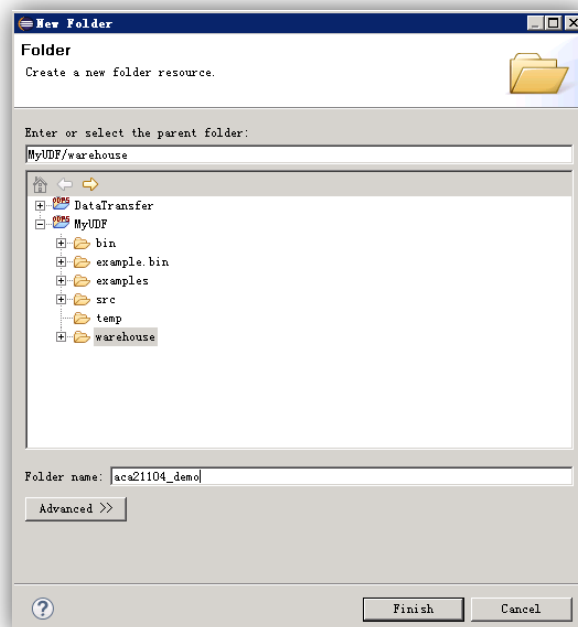 New Folder
Folder
Create a new folder resource.
Enter or select the parent folder:
MyUDF/warehouse
DataTransfer
MyUDF
bin
example.bin
examples
src
temp
warehouse
Folder name: aca21104_demo
Advanced >>
? Finish Cancel